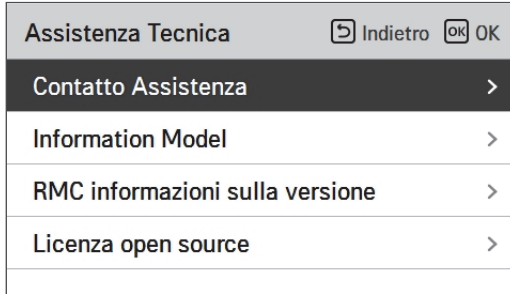 Assistenza Tecnica Indietro OK OK
Contatto Assistenza
Information Model
RMC informazioni sulla versione
Licenza open source